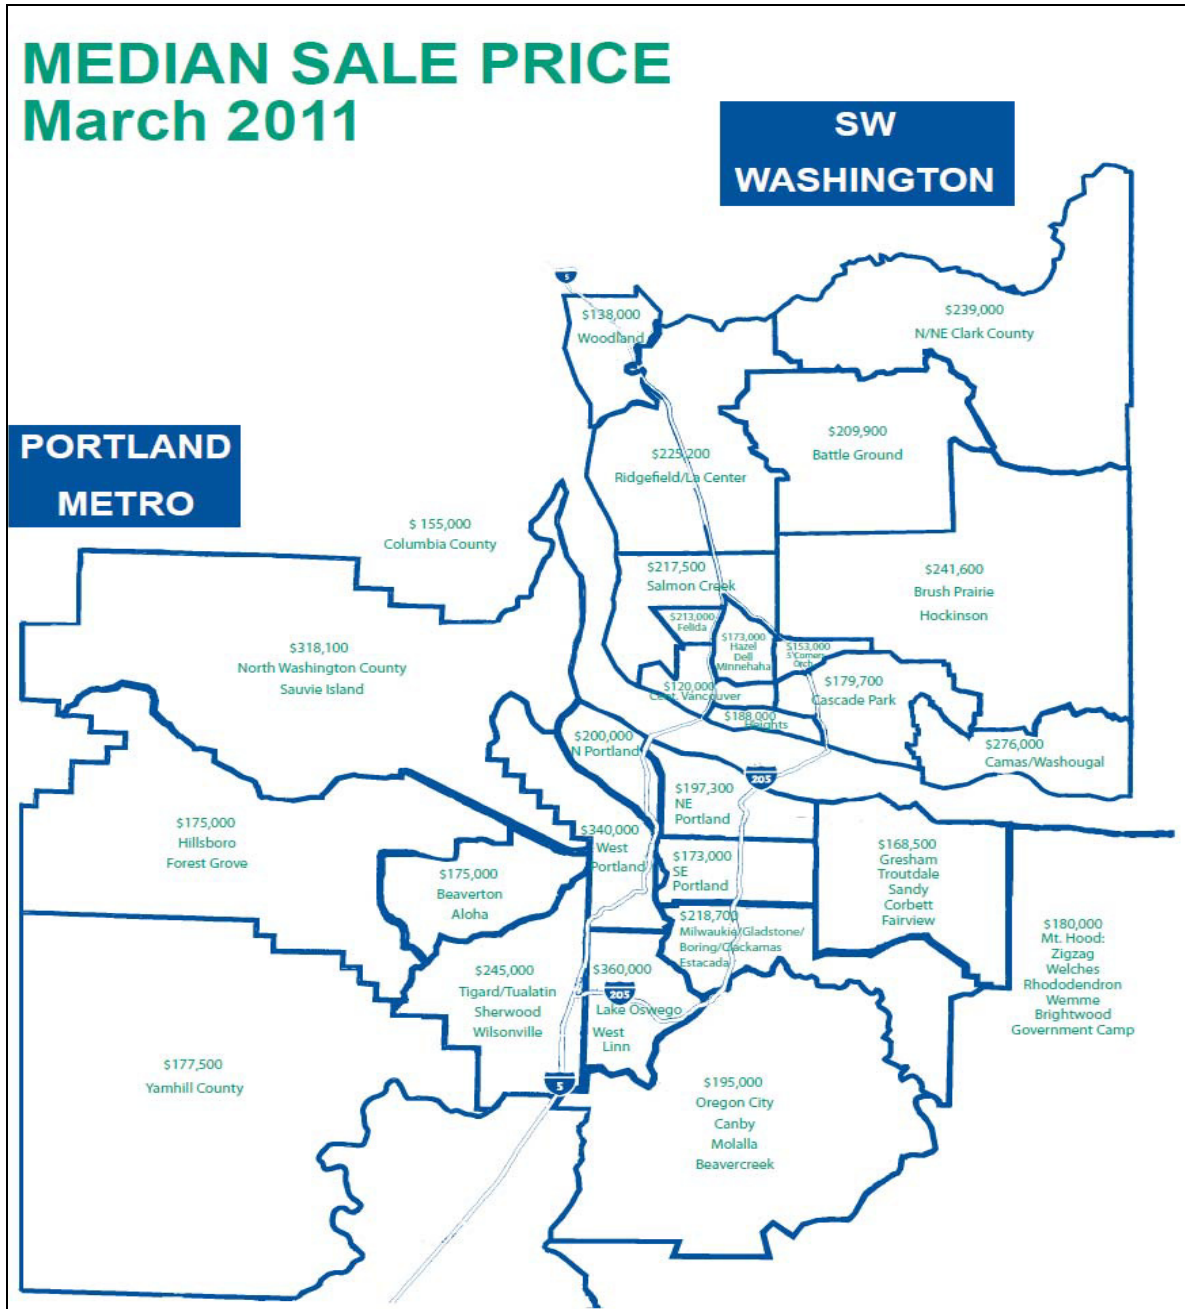 MEDIAN SALE PRICE
March 2011
SW
WASHINGTON
5
$138,000
Woodland
$239,000
N/NE Clark County
PORTLAND
METRO
$225,200
Ridgefield/La Center
$209,900
Battle Ground
$ 155,000
Columbia County
$217,500
Salmon Creek
$241,600
Brush Prairie
Hockinson
$213,000
Felida
$173,000
Hazel
Dell
Minnehaha
$153,000
5 Corners
Orch
$318,100
North Washington County
Sauvie Island
$120,000
Cent. Vancouver
$179,700
Cascade Park
$188,000
Heights
$200,000
N Portland
$276,000
Camas/Washougal
205
$197,300
NE
Portland
$175,000
Hillsboro
Forest Grove
$340,000
West
Portland
$173,000
SE
Portland
$168,500
Gresham
Troutdale
Sandy
Corbett
Fairview
$175,000
Beaverton
Aloha
$218,700
Milwaukie/Gladstone/
Boring/Clackamas
Estacada
$180,000
Mt. Hood:
Zigzag
Welches
Rhododendron
Wemme
Brightwood
Government Camp
$245,000
Tigard/Tualatin
Sherwood
Wilsonville
$360,000
205
Lake Oswego
West
Linn
$177,500
Yamhill County
5
$195,000
Oregon City
Canby
Molalla
Beavercreek